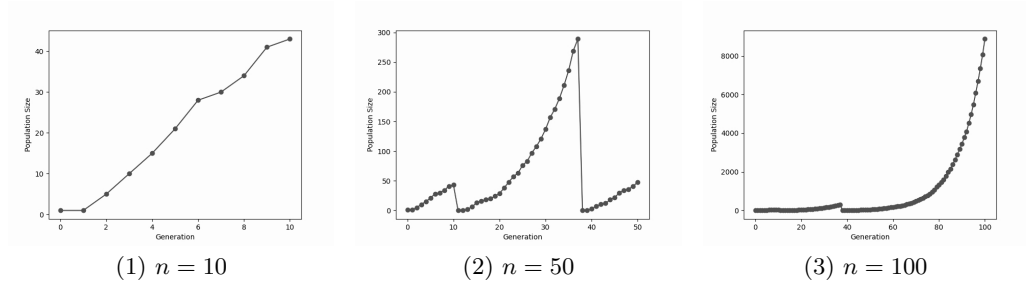 40
30
20
10
0
Population Size
0 2 4 6 8 10
Generation
(1) n = 10
300
250
200
150
100
50
0
Population Size
0 10 20 30 40 50
Generation
(2) n = 50
8000
6000
4000
2000
0
Population Size
0 20 40 60 80 100
Generation
(3) n = 100